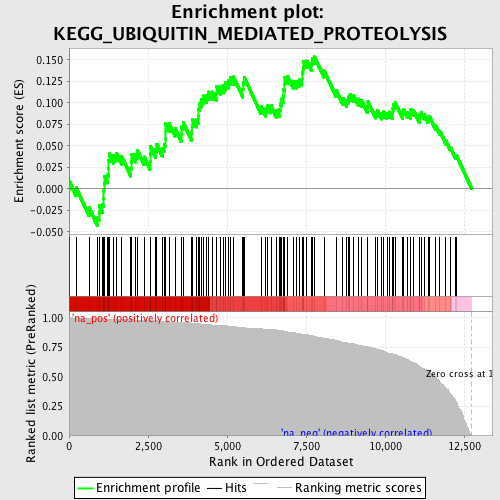 Enrichment plot:
KEGG_UBIQUITIN_MEDIATED_PROTEOLYSIS
Enrichment score (ES)
0.150
0.125
0.100
0.075
0.050
0.025
0.000
-0.025
-0.050
'na_pos' (positively correlated)
Ranked list metric (PreRanked)
1.00
0.75
0.50
0.25
0.00
Zero cross at 1
'na_neg' (negatively correlated)
0
2,500
5,000
7,500
10,000
12,500
Rank in Ordered Dataset
Enrichment profile
Hits
Ranking metric scores